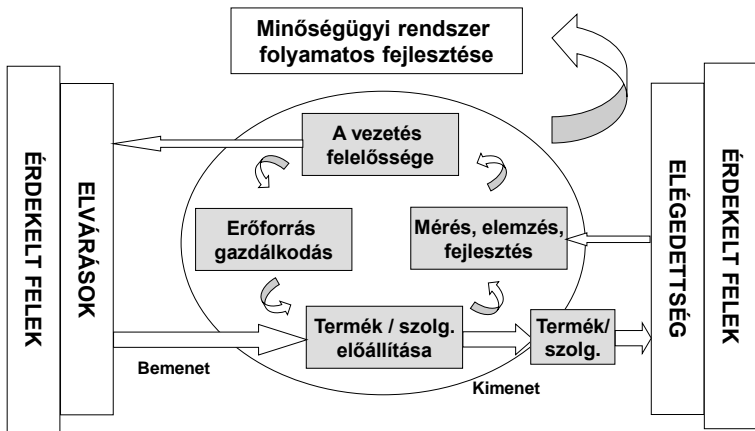 Minőségügyi rendszer
folyamatos fejlesztése
ÉRDEKELT FELEK
ELVÁRÁSOK
A vezetés
felelőssége
Erőforrás
gazdálkodás
Mérés, elemzés,
fejlesztés
Termék / szolg.
előállítása
Termék/
szolg.
Bemenet
Kimenet
ELÉGEDETTSÉG
ÉRDEKELT FELEK